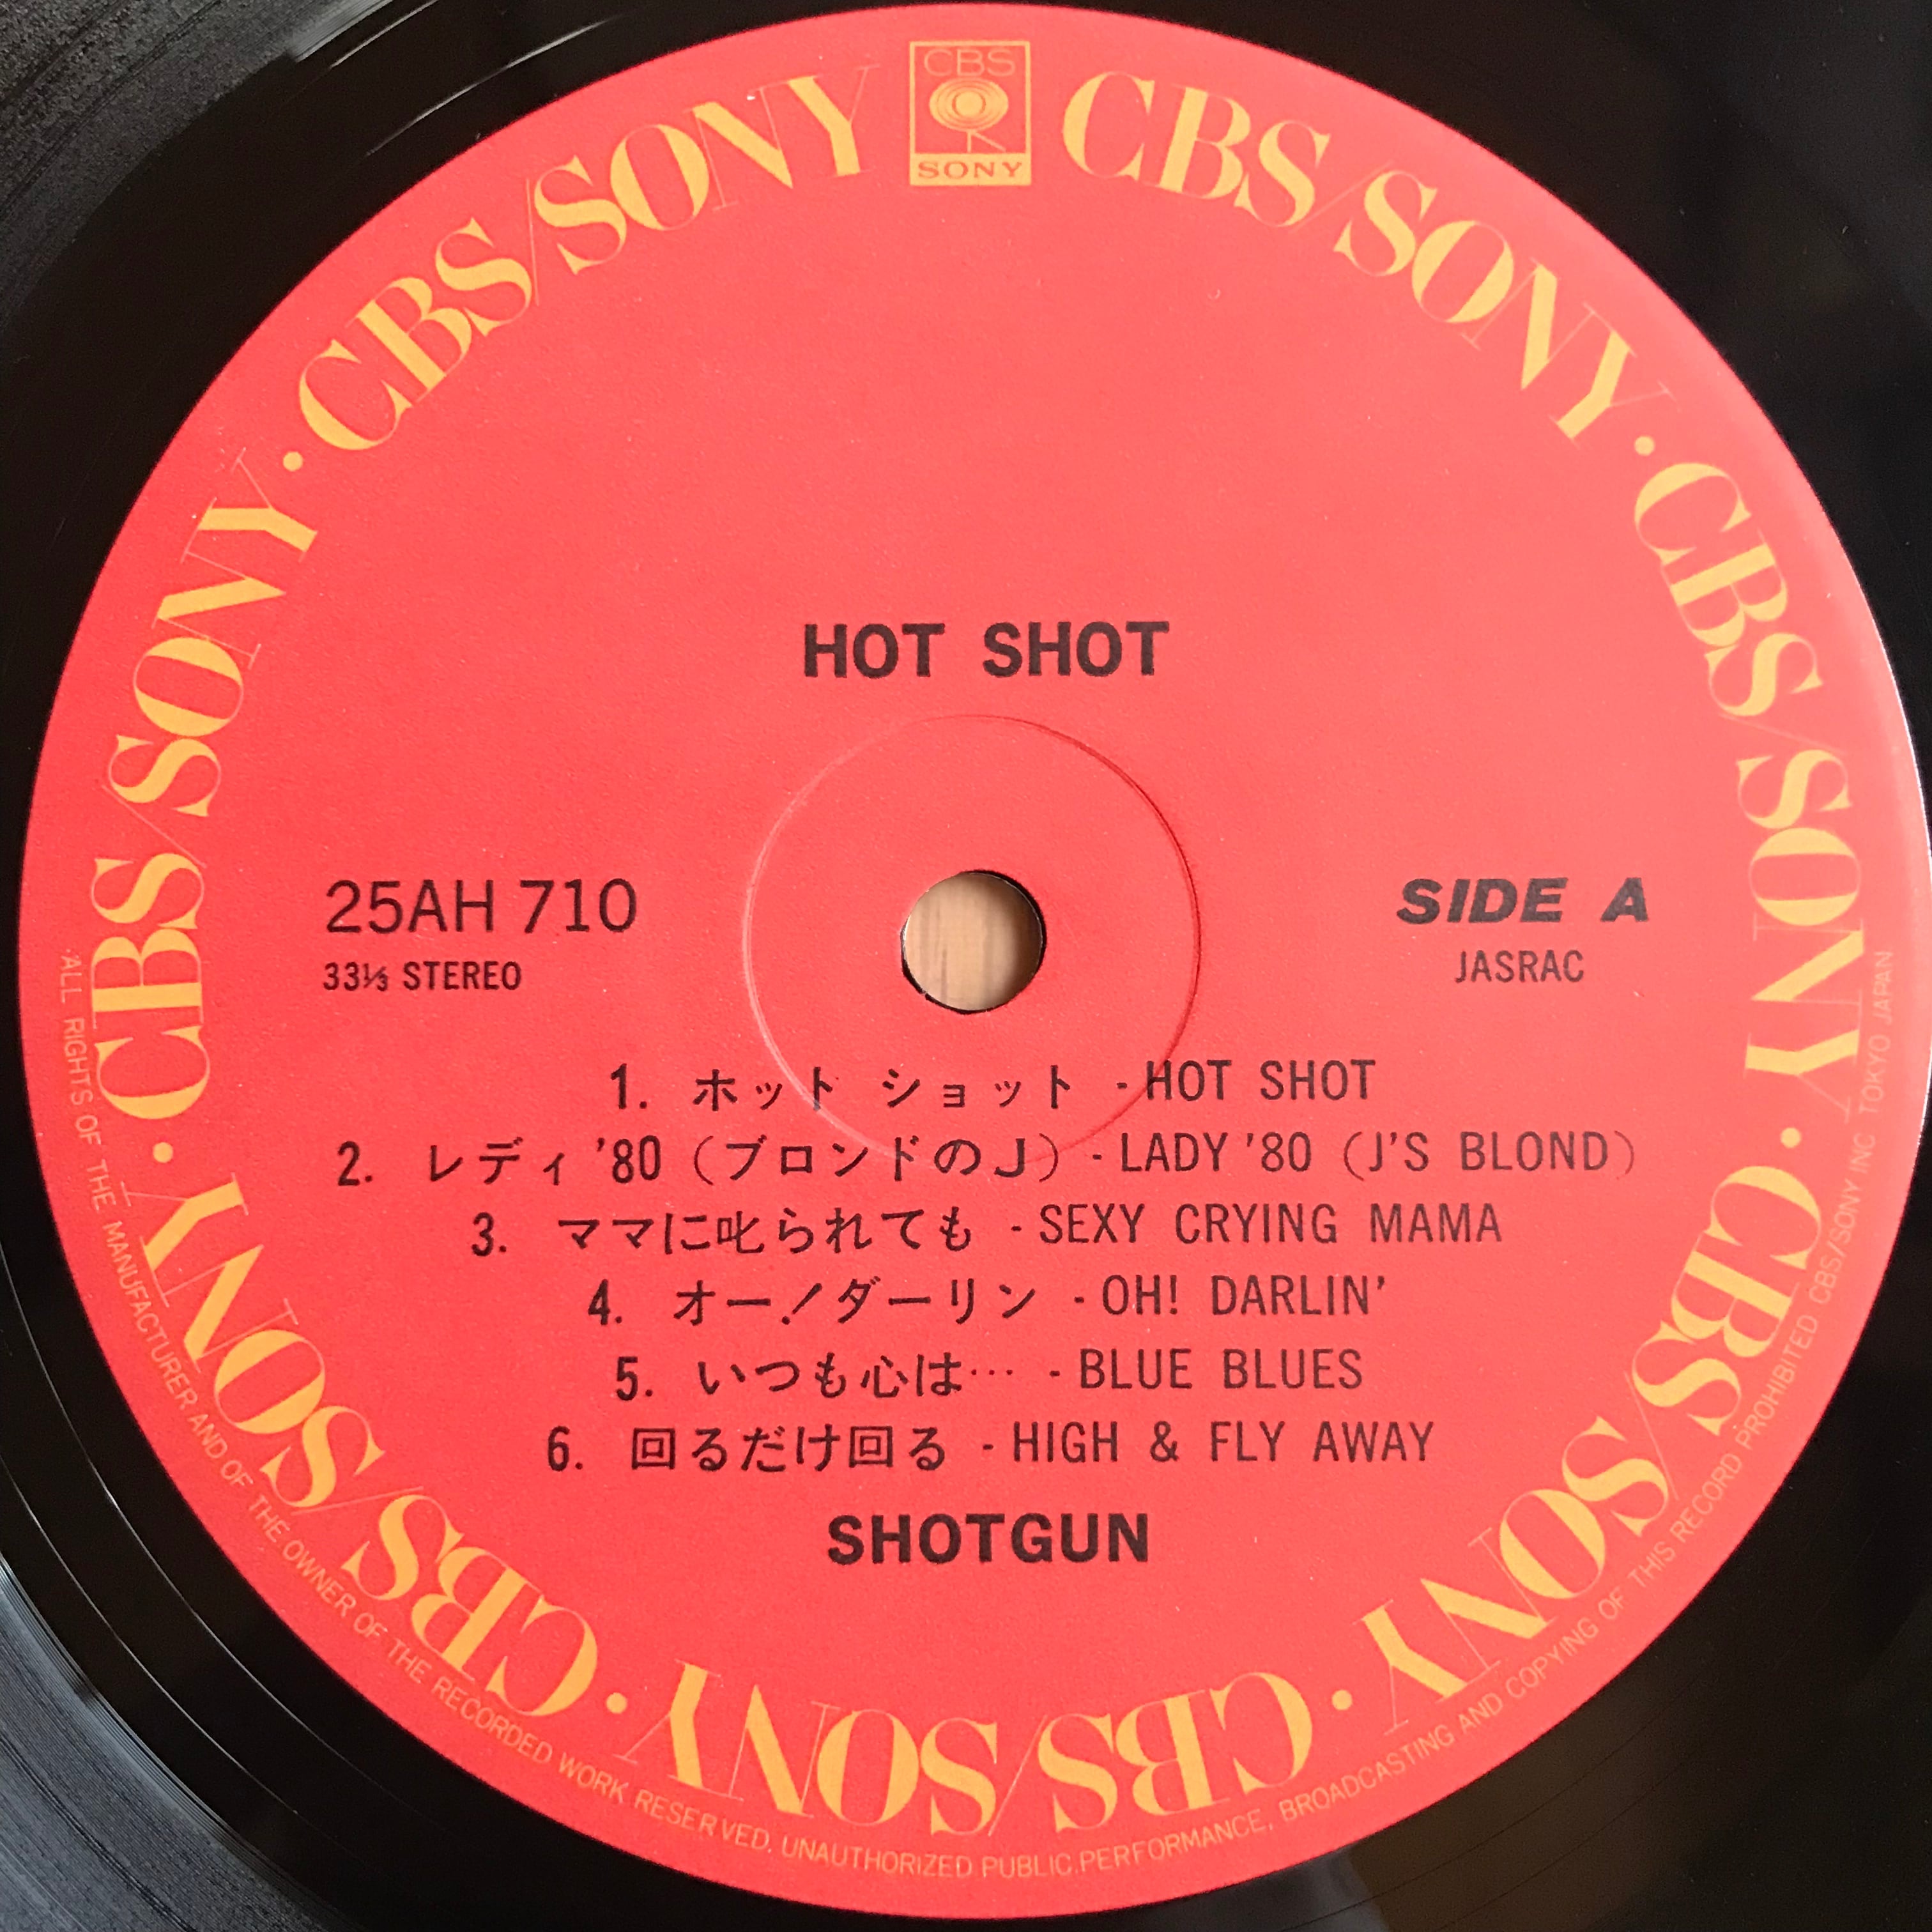 CBS
SONY
CBS/SONY · CBS/SONY · CBS/SONY · CBS/SONY · CBS/SONY · CBS/SONY · CBS/SONY
HOT SHOT
25AH 710
SIDE A
33⅓ STEREO
JASRAC
1. ホット ショット - HOT SHOT
2. レディ '80 (ブロンドのJ) - LADY '80 (J'S BLOND)
3. ママに叱られても - SEXY CRYING MAMA
4. オー!ダーリン - OH! DARLIN'
5. いつも心は… - BLUE BLUES
6. 回るだけ回る - HIGH & FLY AWAY
SHOTGUN
ALL RIGHTS OF THE MANUFACTURER AND OF THE OWNER OF THE RECORDED WORK RESERVED. UNAUTHORIZED PUBLIC PERFORMANCE, BROADCASTING AND COPYING OF THIS RECORD PROHIBITED CBS/SONY INC TOKYO JAPAN